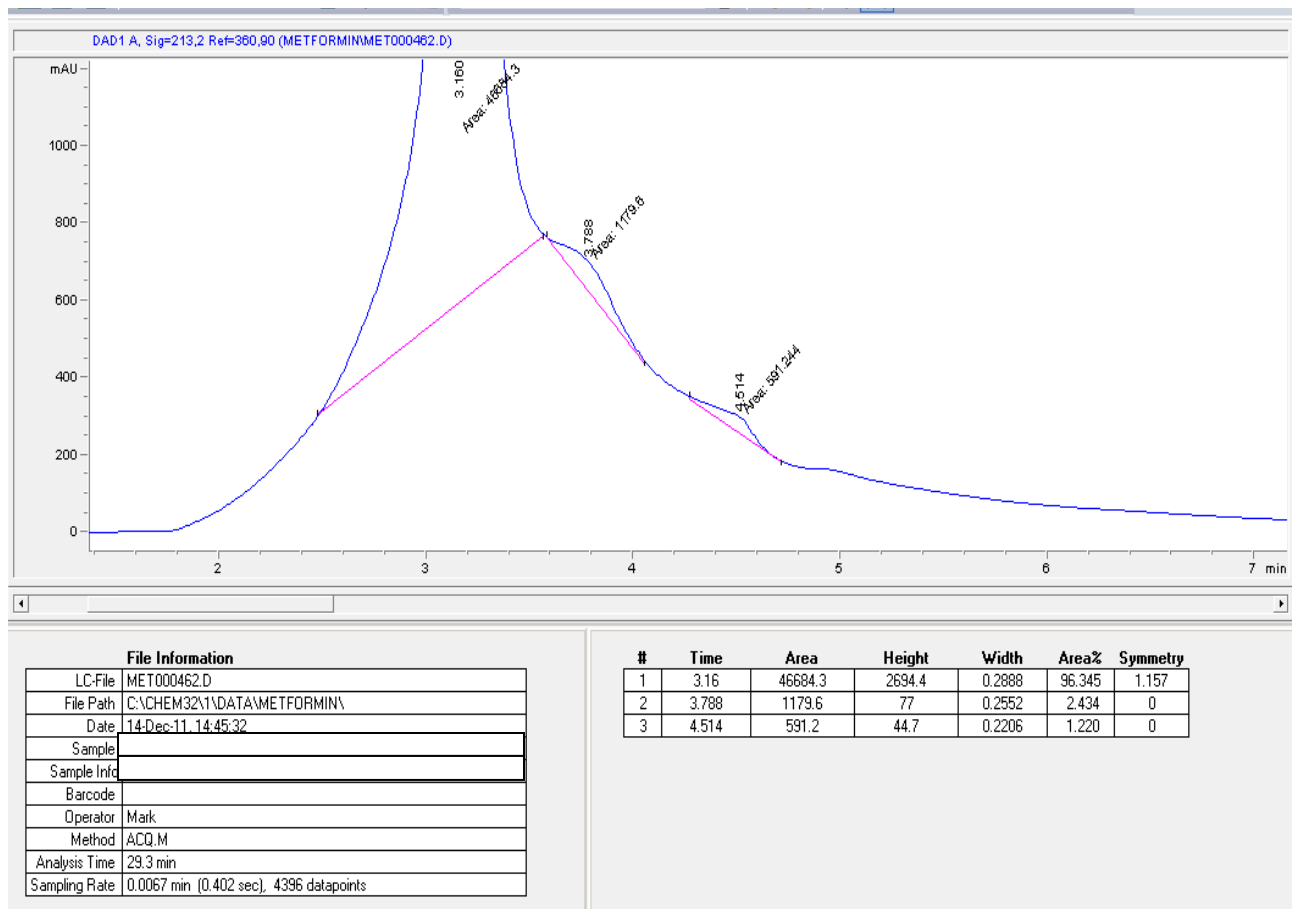 DAD1 A, Sig=213,2 Ref=360,90 (METFORMIN\MET000462.D)
mAU
1000
800
600
400
200
0
3.160
Area: 46684.3
3.788
Area: 1179.6
4.514
Area: 591.244
2 3 4 5 6 7 min
File Information
LC-File MET000462.D
File Path C:\CHEM32\1\DATA\METFORMIN\
Date 14-Dec-11, 14:45:32
Sample
Sample Info
Barcode
Operator Mark
Method ACQ.M
Analysis Time 29.3 min
Sampling Rate 0.0067 min (0.402 sec), 4396 datapoints
# Time Area Height Width Area% Symmetry
1 3.16 46684.3 2694.4 0.2888 96.345 1.157
2 3.788 1179.6 77 0.2552 2.434 0
3 4.514 591.2 44.7 0.2206 1.220 0